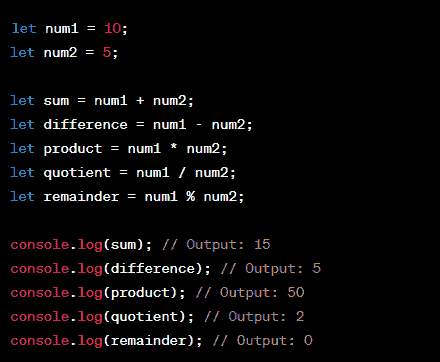 let num1 = 10;
let num2 = 5;
let sum = num1 + num2;
let difference = num1 - num2;
let product = num1 * num2;
let quotient = num1 / num2;
let remainder = num1 % num2;
console.log(sum); // Output: 15
console.log(difference); // Output: 5
console.log(product); // Output: 50
console.log(quotient); // Output: 2
console.log(remainder); // Output: 0